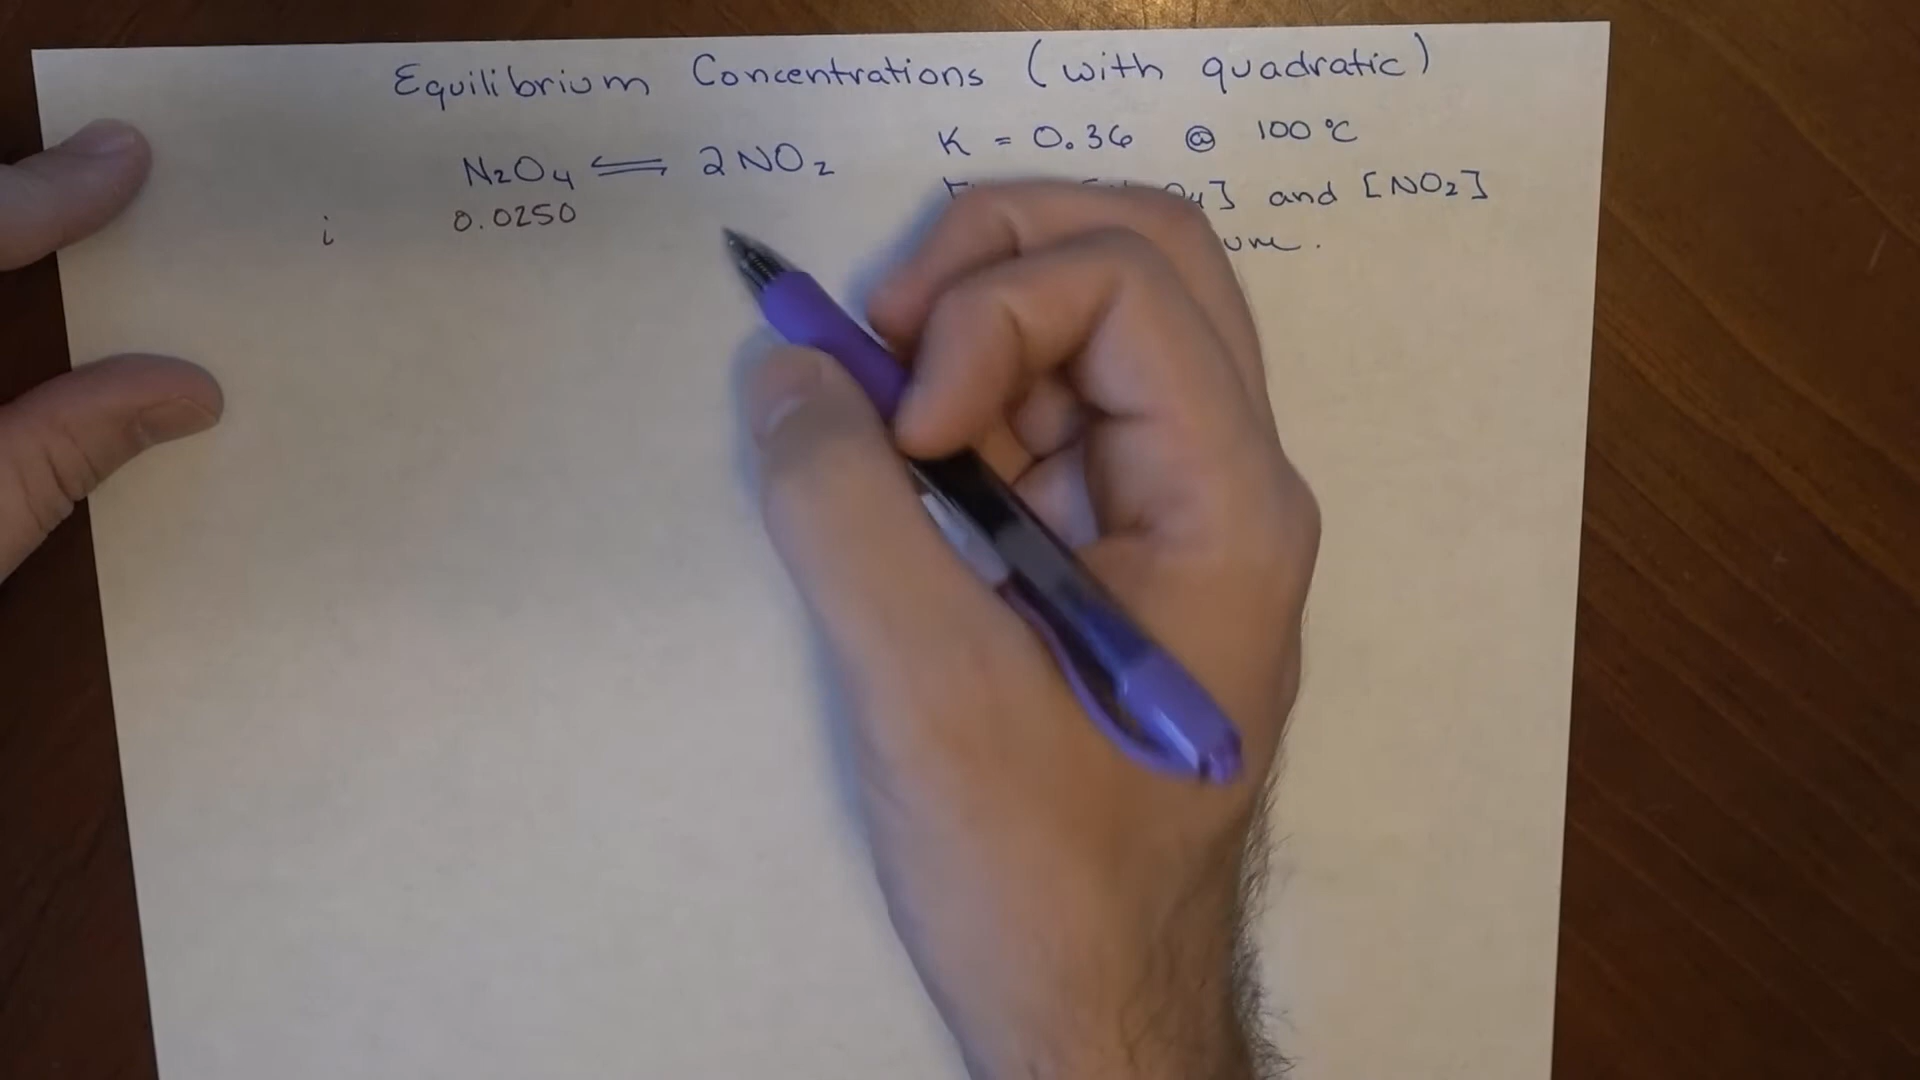 Equilibrium Concentrations (with quadratic)
N₂O₄ ⇌ 2NO₂
K = 0.36 @ 100°C
and [NO₂]
i 0.0250